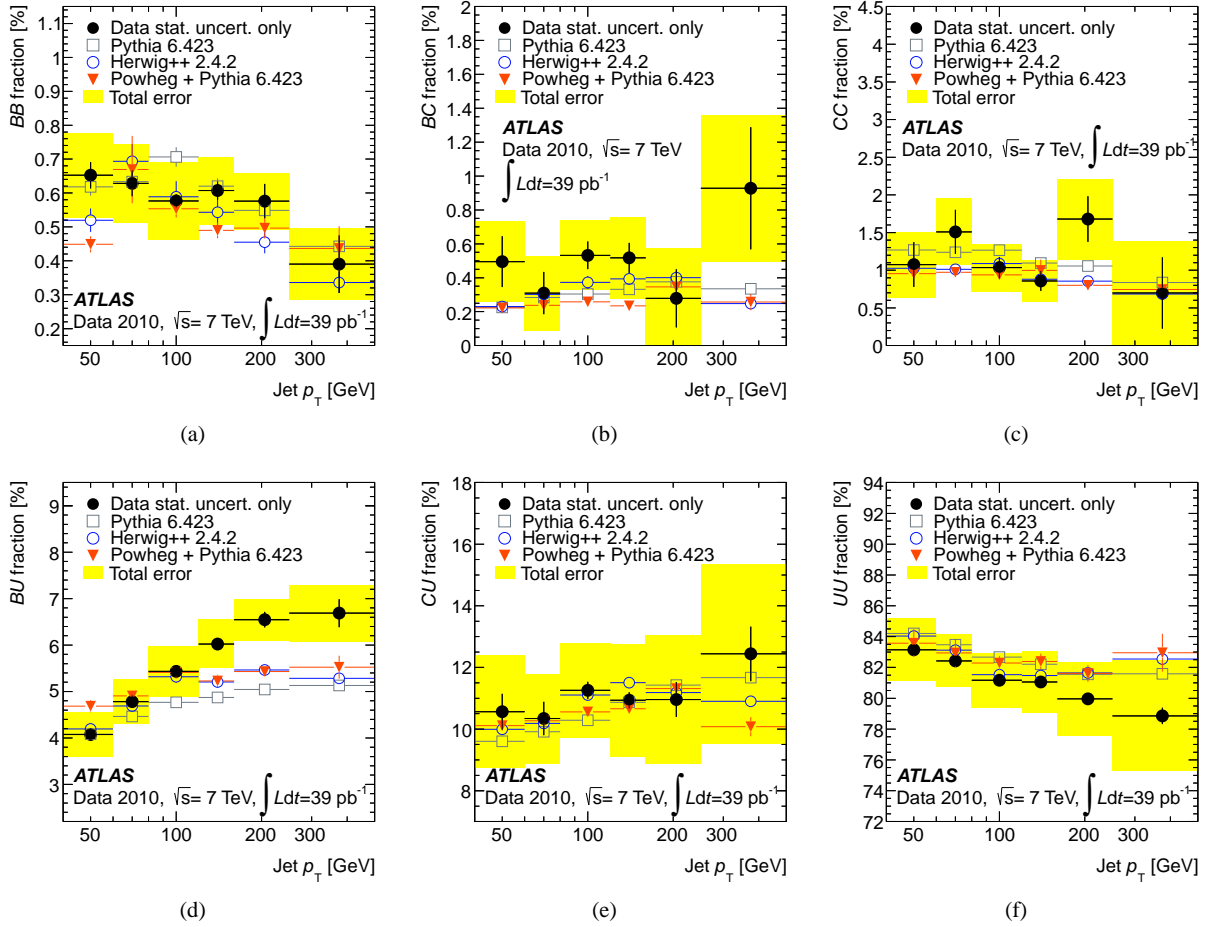 BB fraction [%]
1.1
1
0.9
0.8
0.7
0.6
0.5
0.4
0.3
0.2
Data stat. uncert. only
Pythia 6.423
Herwig++ 2.4.2
Powheg + Pythia 6.423
Total error
ATLAS
Data 2010, √s= 7 TeV, ∫ Ldt=39 pb-1
50 100 200 300
Jet pT [GeV]
(a)
BC fraction [%]
2
1.8
1.6
1.4
1.2
1
0.8
0.6
0.4
0.2
0
Data stat. uncert. only
Pythia 6.423
Herwig++ 2.4.2
Powheg + Pythia 6.423
Total error
ATLAS
Data 2010, √s= 7 TeV
∫ Ldt=39 pb-1
50 100 200 300
Jet pT [GeV]
(b)
CC fraction [%]
4.5
4
3.5
3
2.5
2
1.5
1
0.5
0
Data stat. uncert. only
Pythia 6.423
Herwig++ 2.4.2
Powheg + Pythia 6.423
Total error
ATLAS
Data 2010, √s= 7 TeV, ∫ Ldt=39 pb-1
50 100 200 300
Jet pT [GeV]
(c)
BU fraction [%]
9
8
7
6
5
4
3
Data stat. uncert. only
Pythia 6.423
Herwig++ 2.4.2
Powheg + Pythia 6.423
Total error
ATLAS
Data 2010, √s= 7 TeV, ∫ Ldt=39 pb-1
50 100 200 300
Jet pT [GeV]
(d)
CU fraction [%]
18
16
14
12
10
8
Data stat. uncert. only
Pythia 6.423
Herwig++ 2.4.2
Powheg + Pythia 6.423
Total error
ATLAS
Data 2010, √s= 7 TeV, ∫ Ldt=39 pb-1
50 100 200 300
Jet pT [GeV]
(e)
UU fraction [%]
94
92
90
88
86
84
82
80
78
76
74
72
Data stat. uncert. only
Pythia 6.423
Herwig++ 2.4.2
Powheg + Pythia 6.423
Total error
ATLAS
Data 2010, √s= 7 TeV, ∫ Ldt=39 pb-1
50 100 200 300
Jet pT [GeV]
(f)